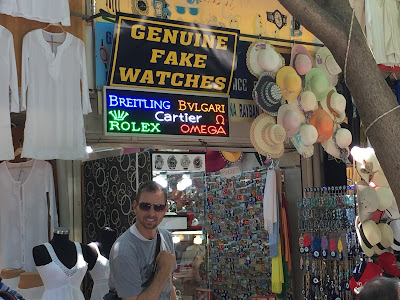 GENUINE
FAKE
WATCHES
BREITLING BVLGARI
Cartier
ROLEX OMEGA